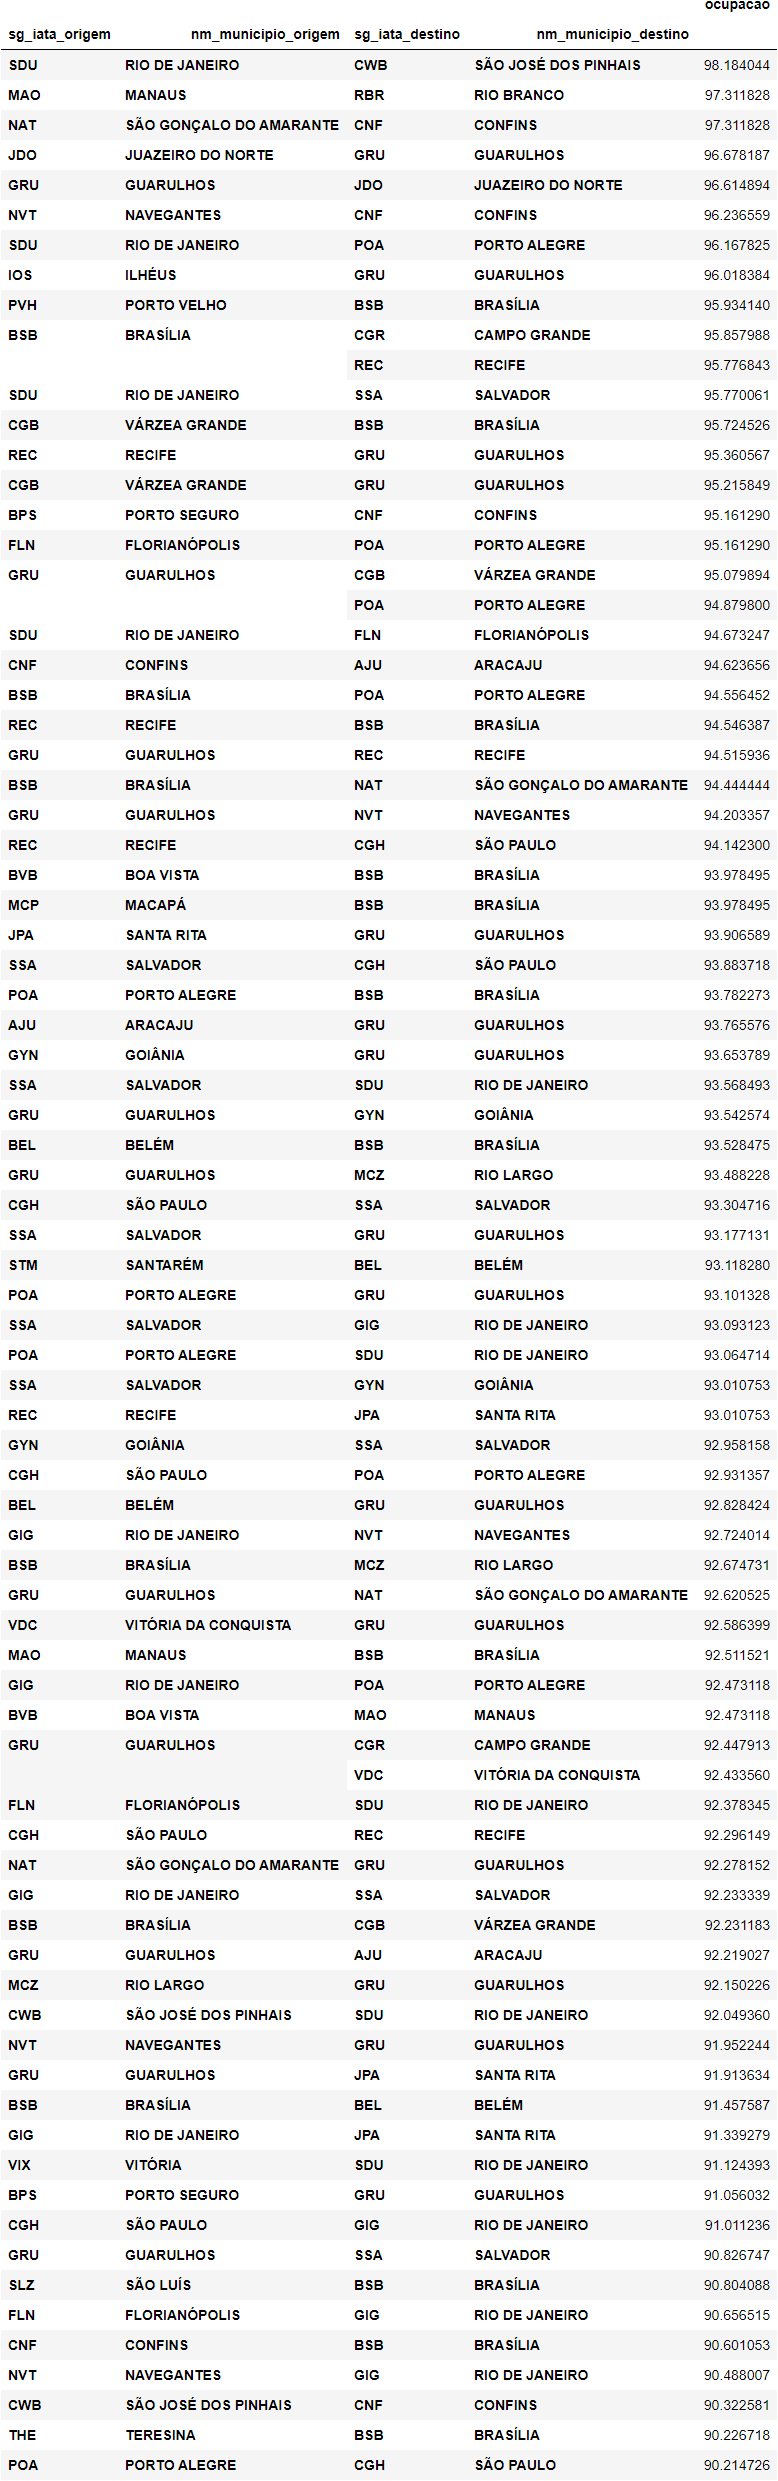 ocupacao
sg_iata_origem nm_municipio_origem sg_iata_destino nm_municipio_destino
SDU RIO DE JANEIRO CWB SÃO JOSÉ DOS PINHAIS 98.184044
MAO MANAUS RBR RIO BRANCO 97.311828
NAT SÃO GONÇALO DO AMARANTE CNF CONFINS 97.311828
JDO JUAZEIRO DO NORTE GRU GUARULHOS 96.678187
GRU GUARULHOS JDO JUAZEIRO DO NORTE 96.614894
NVT NAVEGANTES CNF CONFINS 96.236559
SDU RIO DE JANEIRO POA PORTO ALEGRE 96.167825
IOS ILHÉUS GRU GUARULHOS 96.018384
PVH PORTO VELHO BSB BRASÍLIA 95.934140
BSB BRASÍLIA CGR CAMPO GRANDE 95.857988
REC RECIFE 95.776843
SDU RIO DE JANEIRO SSA SALVADOR 95.770061
CGB VÁRZEA GRANDE BSB BRASÍLIA 95.724526
REC RECIFE GRU GUARULHOS 95.360567
CGB VÁRZEA GRANDE GRU GUARULHOS 95.215849
BPS PORTO SEGURO CNF CONFINS 95.161290
FLN FLORIANÓPOLIS POA PORTO ALEGRE 95.161290
GRU GUARULHOS CGB VÁRZEA GRANDE 95.079894
POA PORTO ALEGRE 94.879800
SDU RIO DE JANEIRO FLN FLORIANÓPOLIS 94.673247
CNF CONFINS AJU ARACAJU 94.623656
BSB BRASÍLIA POA PORTO ALEGRE 94.556452
REC RECIFE BSB BRASÍLIA 94.546387
GRU GUARULHOS REC RECIFE 94.515936
BSB BRASÍLIA NAT SÃO GONÇALO DO AMARANTE 94.444444
GRU GUARULHOS NVT NAVEGANTES 94.203357
REC RECIFE CGH SÃO PAULO 94.142300
BVB BOA VISTA BSB BRASÍLIA 93.978495
MCP MACAPÁ BSB BRASÍLIA 93.978495
JPA SANTA RITA GRU GUARULHOS 93.906589
SSA SALVADOR CGH SÃO PAULO 93.883718
POA PORTO ALEGRE BSB BRASÍLIA 93.782273
AJU ARACAJU GRU GUARULHOS 93.765576
GYN GOIÂNIA GRU GUARULHOS 93.653789
SSA SALVADOR SDU RIO DE JANEIRO 93.568493
GRU GUARULHOS GYN GOIÂNIA 93.542574
BEL BELÉM BSB BRASÍLIA 93.528475
GRU GUARULHOS MCZ RIO LARGO 93.488228
CGH SÃO PAULO SSA SALVADOR 93.304716
SSA SALVADOR GRU GUARULHOS 93.177131
STM SANTARÉM BEL BELÉM 93.118280
POA PORTO ALEGRE GRU GUARULHOS 93.101328
SSA SALVADOR GIG RIO DE JANEIRO 93.093123
POA PORTO ALEGRE SDU RIO DE JANEIRO 93.064714
SSA SALVADOR GYN GOIÂNIA 93.010753
REC RECIFE JPA SANTA RITA 93.010753
GYN GOIÂNIA SSA SALVADOR 92.958158
CGH SÃO PAULO POA PORTO ALEGRE 92.931357
BEL BELÉM GRU GUARULHOS 92.828424
GIG RIO DE JANEIRO NVT NAVEGANTES 92.724014
BSB BRASÍLIA MCZ RIO LARGO 92.674731
GRU GUARULHOS NAT SÃO GONÇALO DO AMARANTE 92.620525
VDC VITÓRIA DA CONQUISTA GRU GUARULHOS 92.586399
MAO MANAUS BSB BRASÍLIA 92.511521
GIG RIO DE JANEIRO POA PORTO ALEGRE 92.473118
BVB BOA VISTA MAO MANAUS 92.473118
GRU GUARULHOS CGR CAMPO GRANDE 92.447913
VDC VITÓRIA DA CONQUISTA 92.433560
FLN FLORIANÓPOLIS SDU RIO DE JANEIRO 92.378345
CGH SÃO PAULO REC RECIFE 92.296149
NAT SÃO GONÇALO DO AMARANTE GRU GUARULHOS 92.278152
GIG RIO DE JANEIRO SSA SALVADOR 92.233339
BSB BRASÍLIA CGB VÁRZEA GRANDE 92.231183
GRU GUARULHOS AJU ARACAJU 92.219027
MCZ RIO LARGO GRU GUARULHOS 92.150226
CWB SÃO JOSÉ DOS PINHAIS SDU RIO DE JANEIRO 92.049360
NVT NAVEGANTES GRU GUARULHOS 91.952244
GRU GUARULHOS JPA SANTA RITA 91.913634
BSB BRASÍLIA BEL BELÉM 91.457587
GIG RIO DE JANEIRO JPA SANTA RITA 91.339279
VIX VITÓRIA SDU RIO DE JANEIRO 91.124393
BPS PORTO SEGURO GRU GUARULHOS 91.056032
CGH SÃO PAULO GIG RIO DE JANEIRO 91.011236
GRU GUARULHOS SSA SALVADOR 90.826747
SLZ SÃO LUÍS BSB BRASÍLIA 90.804088
FLN FLORIANÓPOLIS GIG RIO DE JANEIRO 90.656515
CNF CONFINS BSB BRASÍLIA 90.601053
NVT NAVEGANTES GIG RIO DE JANEIRO 90.488007
CWB SÃO JOSÉ DOS PINHAIS CNF CONFINS 90.322581
THE TERESINA BSB BRASÍLIA 90.226718
POA PORTO ALEGRE CGH SÃO PAULO 90.214726